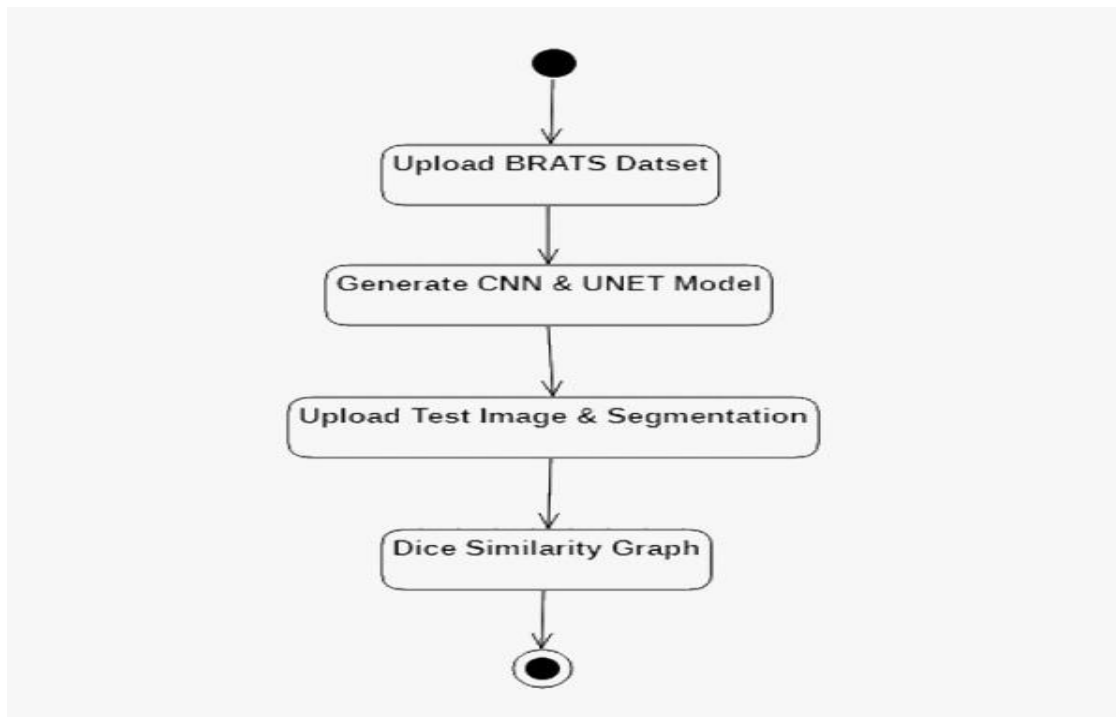 Upload BRATS Datset
Generate CNN & UNET Model
Upload Test Image & Segmentation
Dice Similarity Graph